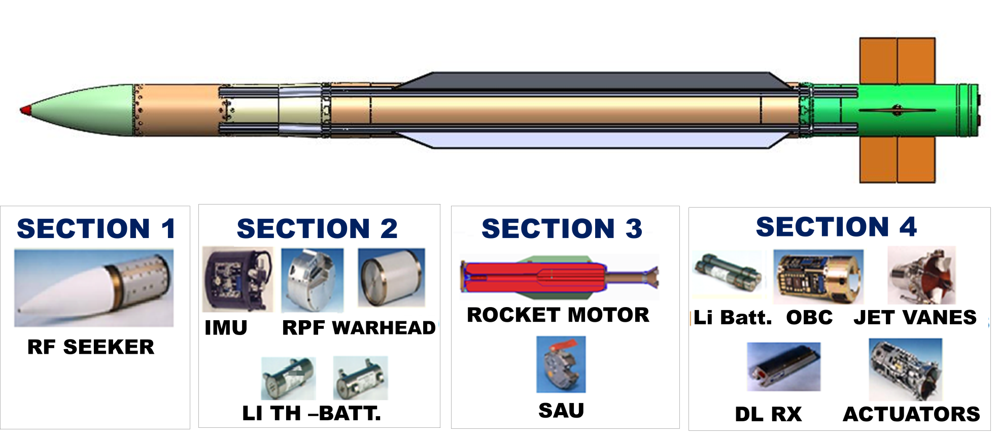 SECTION 1
RF SEEKER
SECTION 2
IMU RPF WARHEAD
LI TH –BATT.
SECTION 3
ROCKET MOTOR
SAU
SECTION 4
Li Batt. OBC JET VANES
DL RX ACTUATORS